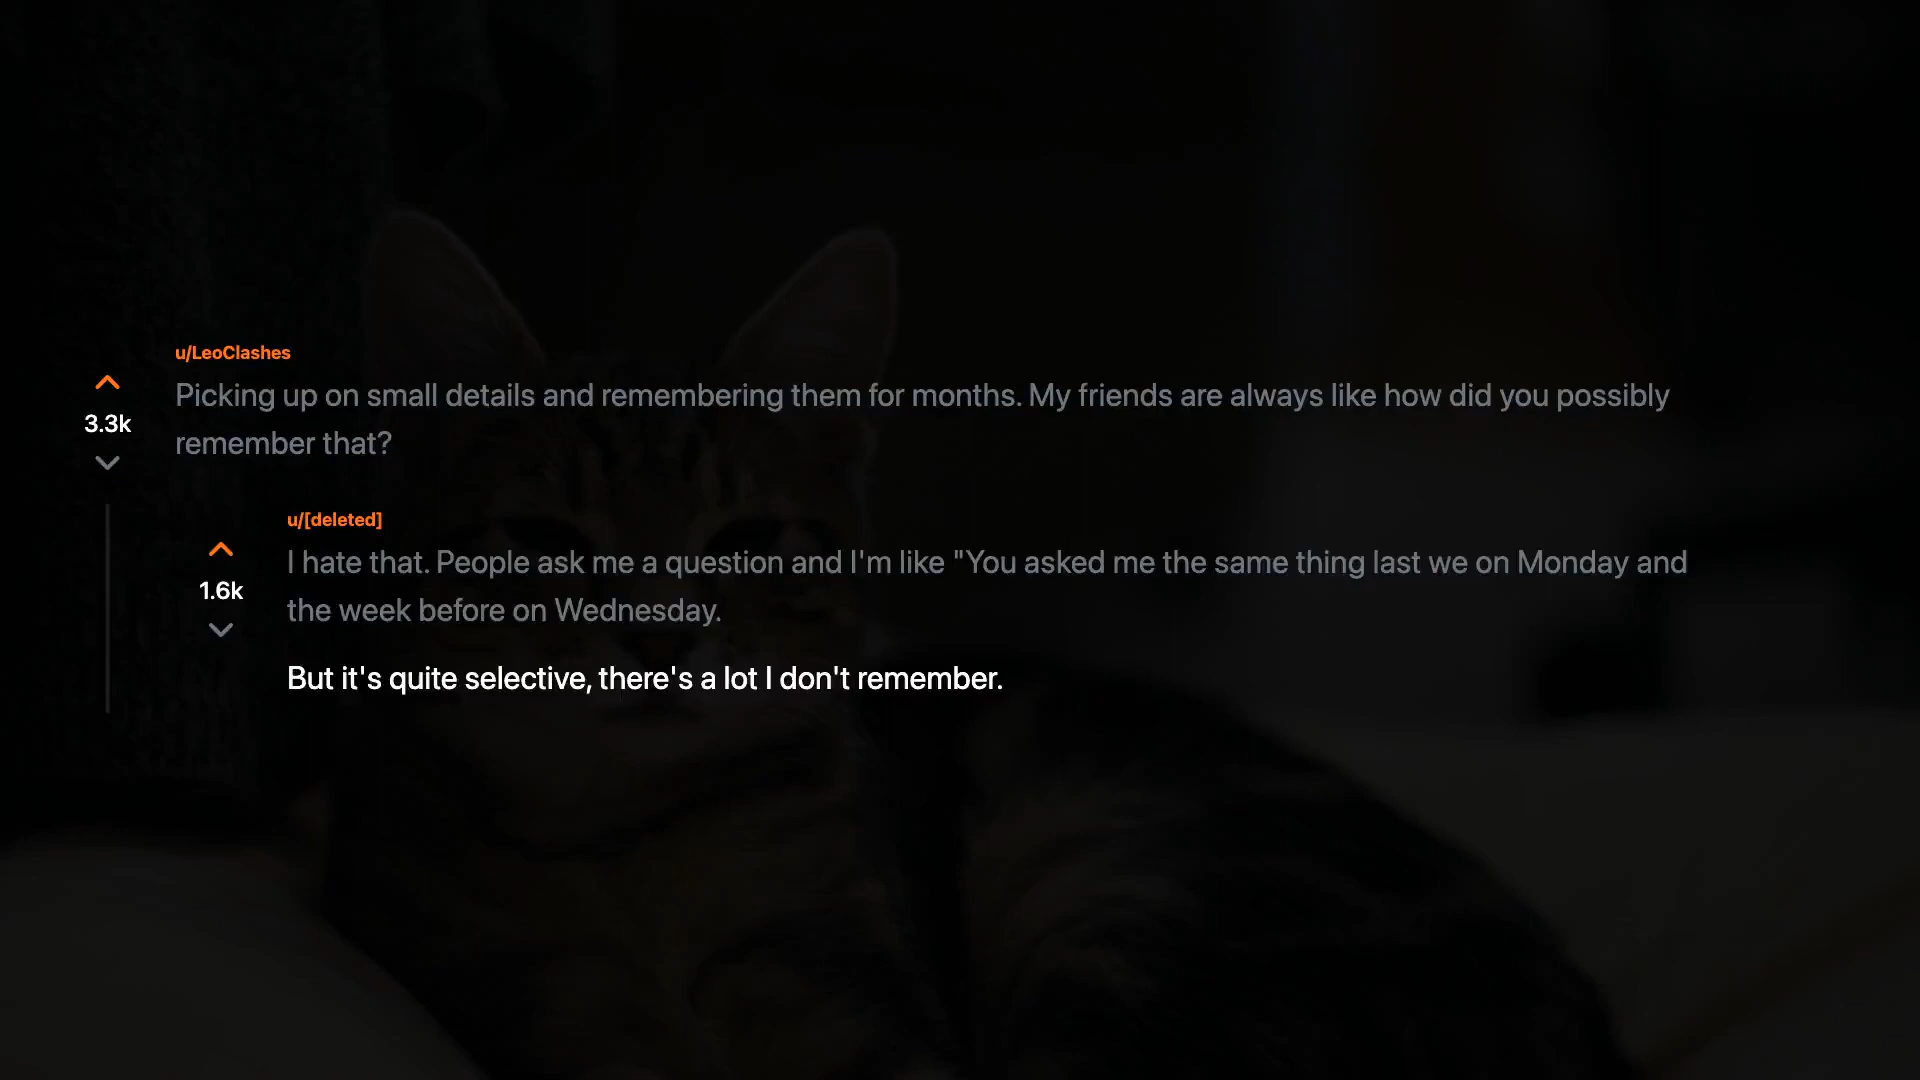 u/LeoClashes
Picking up on small details and remembering them for months. My friends are always like how did you possibly
remember that?
3.3k
u/[deleted]
I hate that. People ask me a question and I'm like "You asked me the same thing last we on Monday and
the week before on Wednesday.
1.6k
But it's quite selective, there's a lot I don't remember.